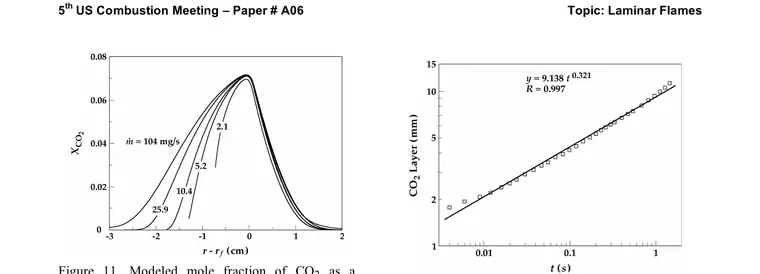 5th US Combustion Meeting – Paper # A06
Topic: Laminar Flames
0.08
0.06
0.04
0.02
0
XCO2
ṁ = 104 mg/s
2.1
5.2
10.4
25.9
-3
-2
-1
0
1
2
r - rf (cm)
15
10
5
2
1
CO2 Layer (mm)
y = 9.138 t 0.321
R = 0.997
0.01
0.1
1
t (s)
Figure 11. Modeled mole fraction of CO2 as a